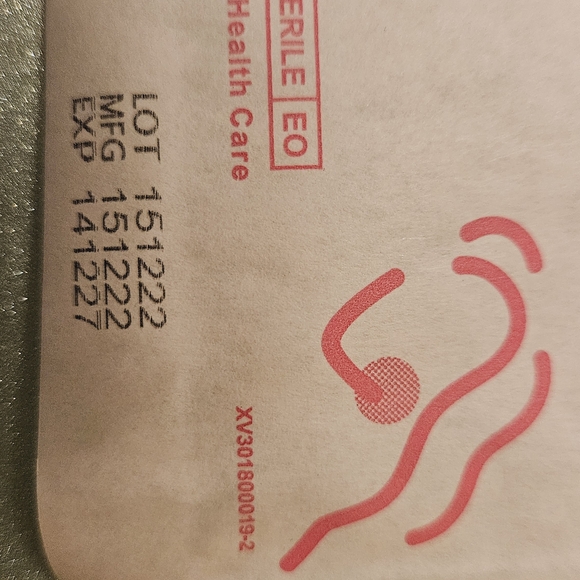 ERILE EO
Health Care
LOT 151222
MFG 151222
EXP 141227
XV301800019-2